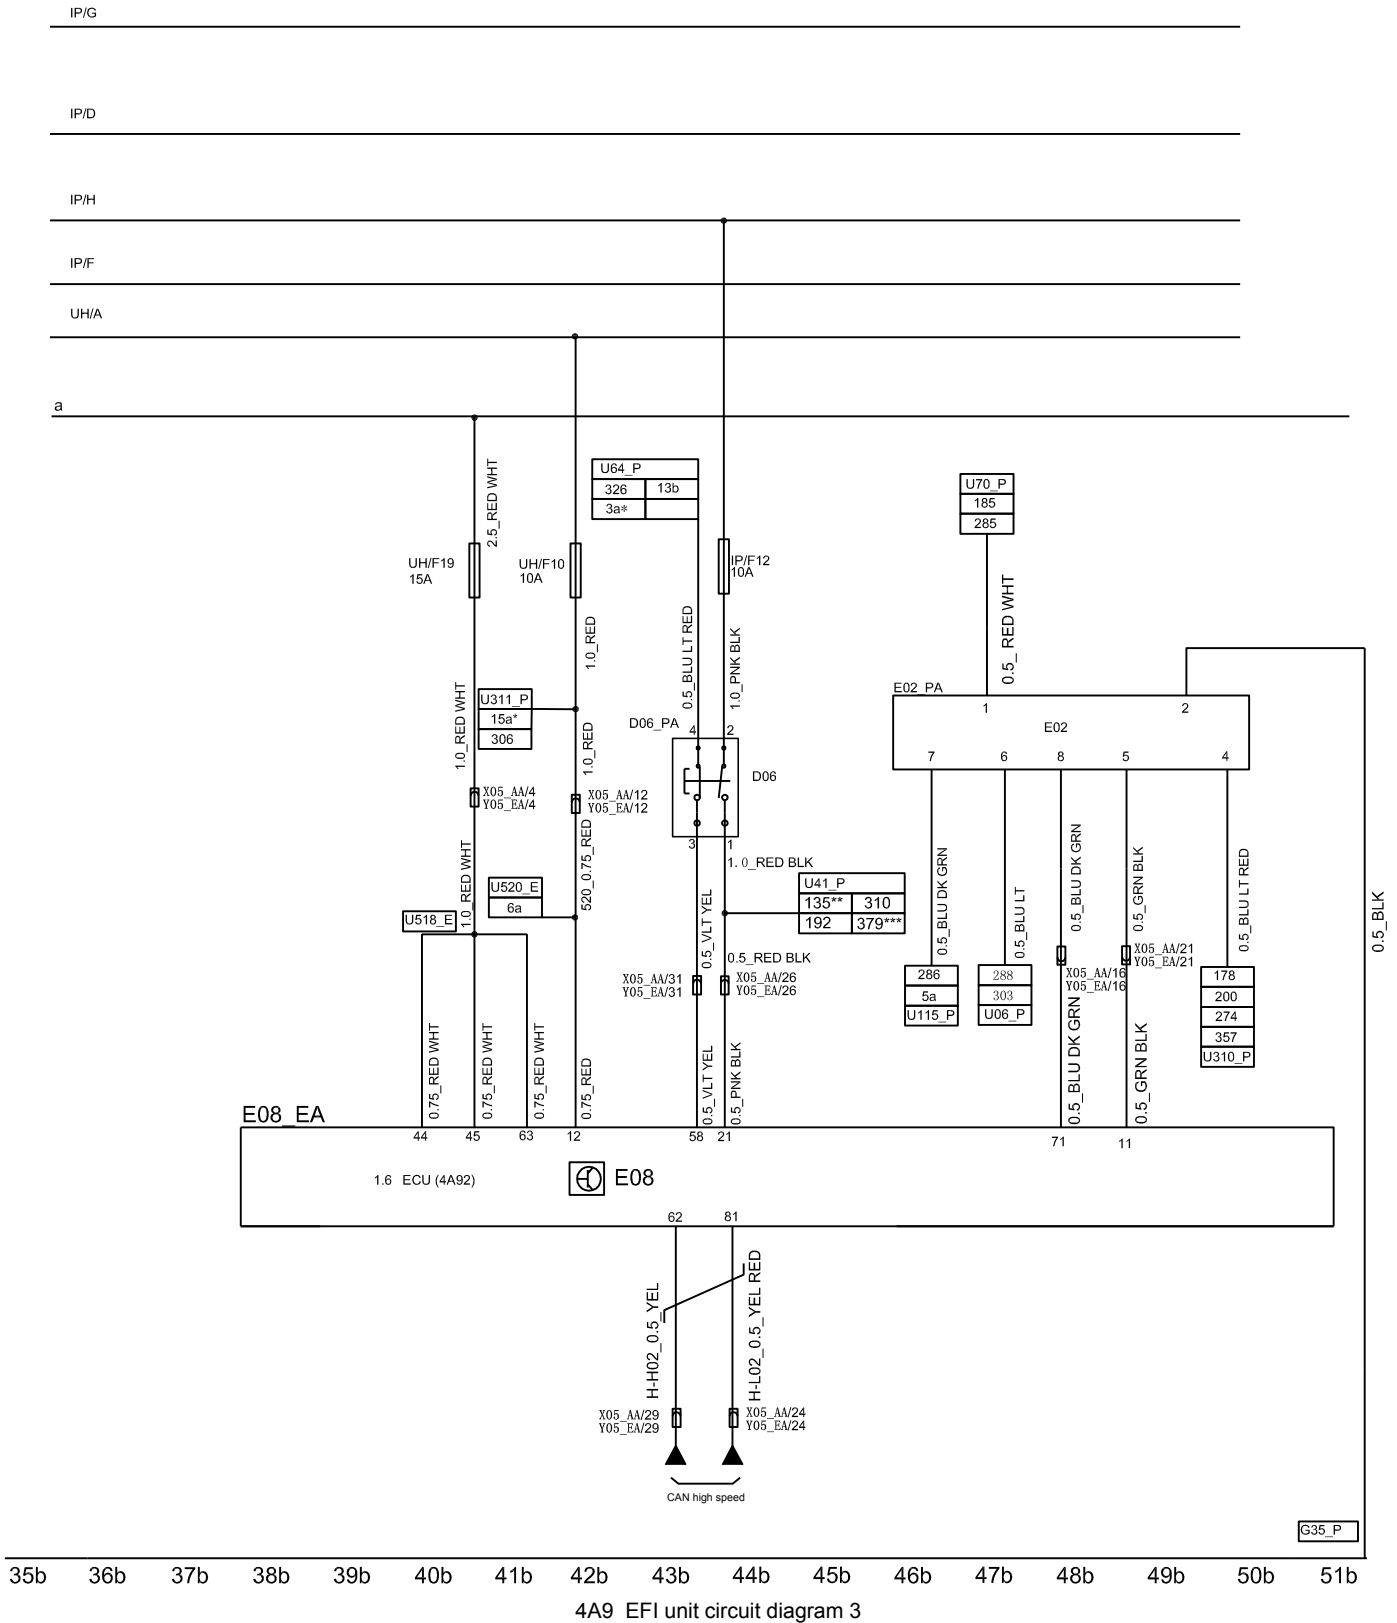 IP/G
IP/D
IP/H
IP/F
UH/A
a
2.5_RED WHT
UH/F19
15A
UH/F10
10A
U64_P
326 13b
3a*
IP/F12
10A
U70_P
185
285
1.0_RED
0.5_BLU LT RED
1.0_PNK BLK
0.5_ RED WHT
1.0_RED WHT
U311_P
15a*
306
1.0_RED
D06_PA
4 2
D06
3 1
E02_PA
1 2
E02
7 6 8 5 4
X05_AA/4
Y05_EA/4
X05_AA/12
Y05_EA/12
1.0_RED WHT
520_0.75_RED
1.0_RED BLK
U41_P
135** 310
192 379***
U520_E
6a
U518_E
0.5_VLT YEL
0.5_RED BLK
X05_AA/31
Y05_EA/31
X05_AA/26
Y05_EA/26
0.5_BLU DK GRN
0.5_BLU LT
0.5_BLU DK GRN
0.5_GRN BLK
0.5_BLU LT RED
0.5_BLK
X05_AA/16
Y05_EA/16
X05_AA/21
Y05_EA/21
286
5a
U115_P
288
303
U06_P
178
200
274
357
U310_P
0.75_RED WHT
0.75_RED WHT
0.75_RED WHT
0.75_RED
0.5_VLT YEL
0.5_PNK BLK
0.5_BLU DK GRN
0.5_GRN BLK
E08_EA
44 45 63 12 58 21 71 11
1.6 ECU (4A92)
E08
62 81
H-H02_0.5_YEL
H-L02_0.5_YEL RED
X05_AA/29
Y05_EA/29
X05_AA/24
Y05_EA/24
CAN high speed
G35_P
35b 36b 37b 38b 39b 40b 41b 42b 43b 44b 45b 46b 47b 48b 49b 50b 51b
4A9 EFI unit circuit diagram 3